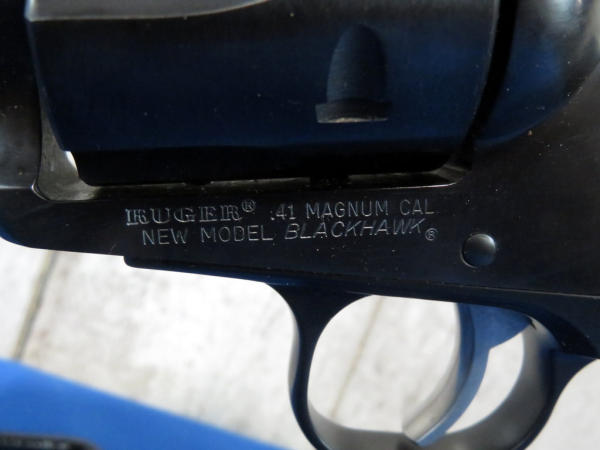 RUGER® .41 MAGNUM CAL
NEW MODEL BLACKHAWK®